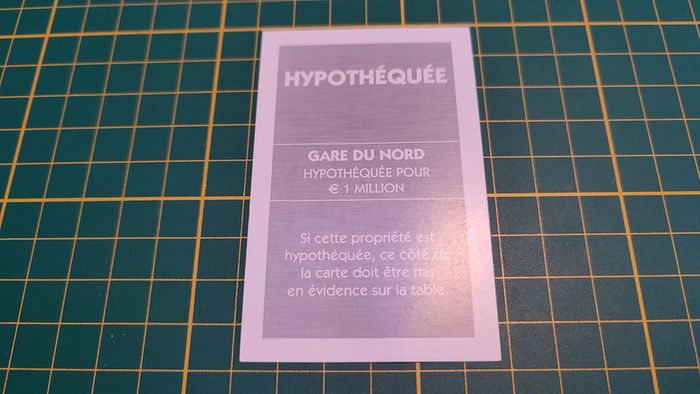 HYPOTHÉQUÉE
GARE DU NORD
HYPOTHÉQUÉE POUR
€ 1 MILLION
Si cette propriété est
hypothéquée, ce côté de
la carte doit être mis
en évidence sur la table